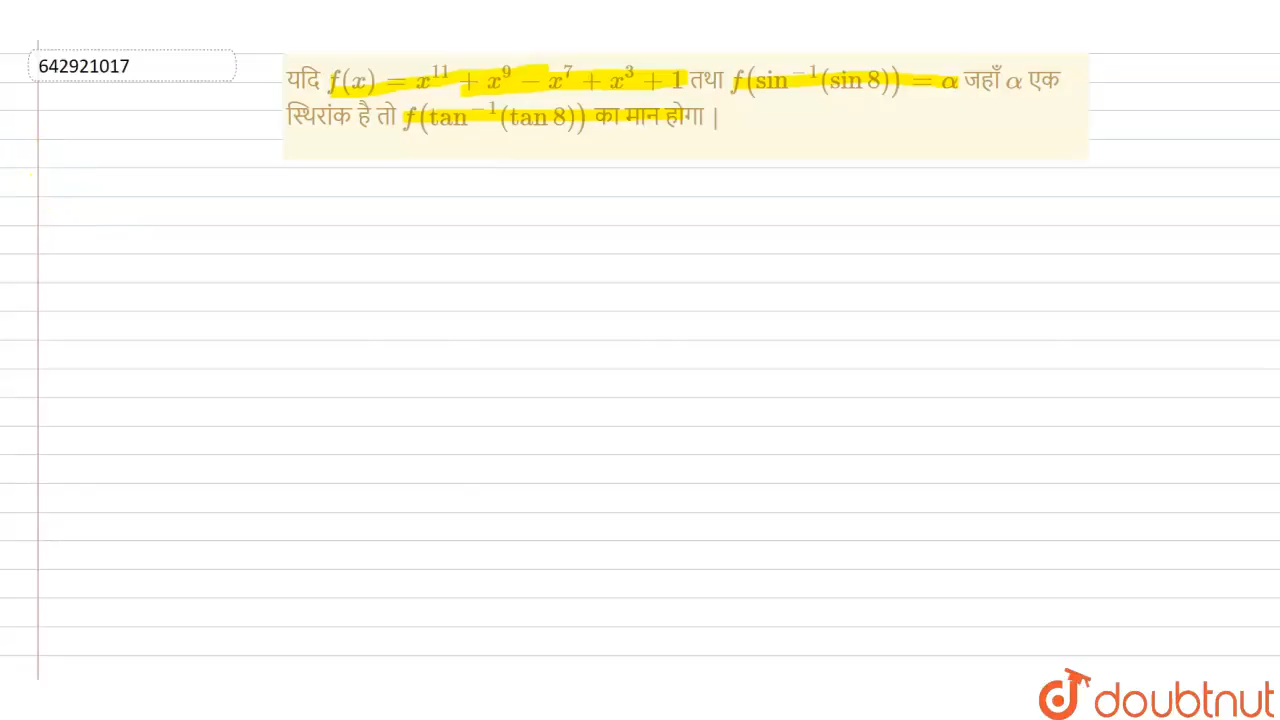 642921017
यदि f(x) = x^{11} + x^9 − x^7 + x^3 + 1 तथा f(sin^{−1}(sin 8)) = α जहाँ α एक
स्थिरांक है तो f(tan^{−1}(tan 8)) का मान होगा |
doubtnut